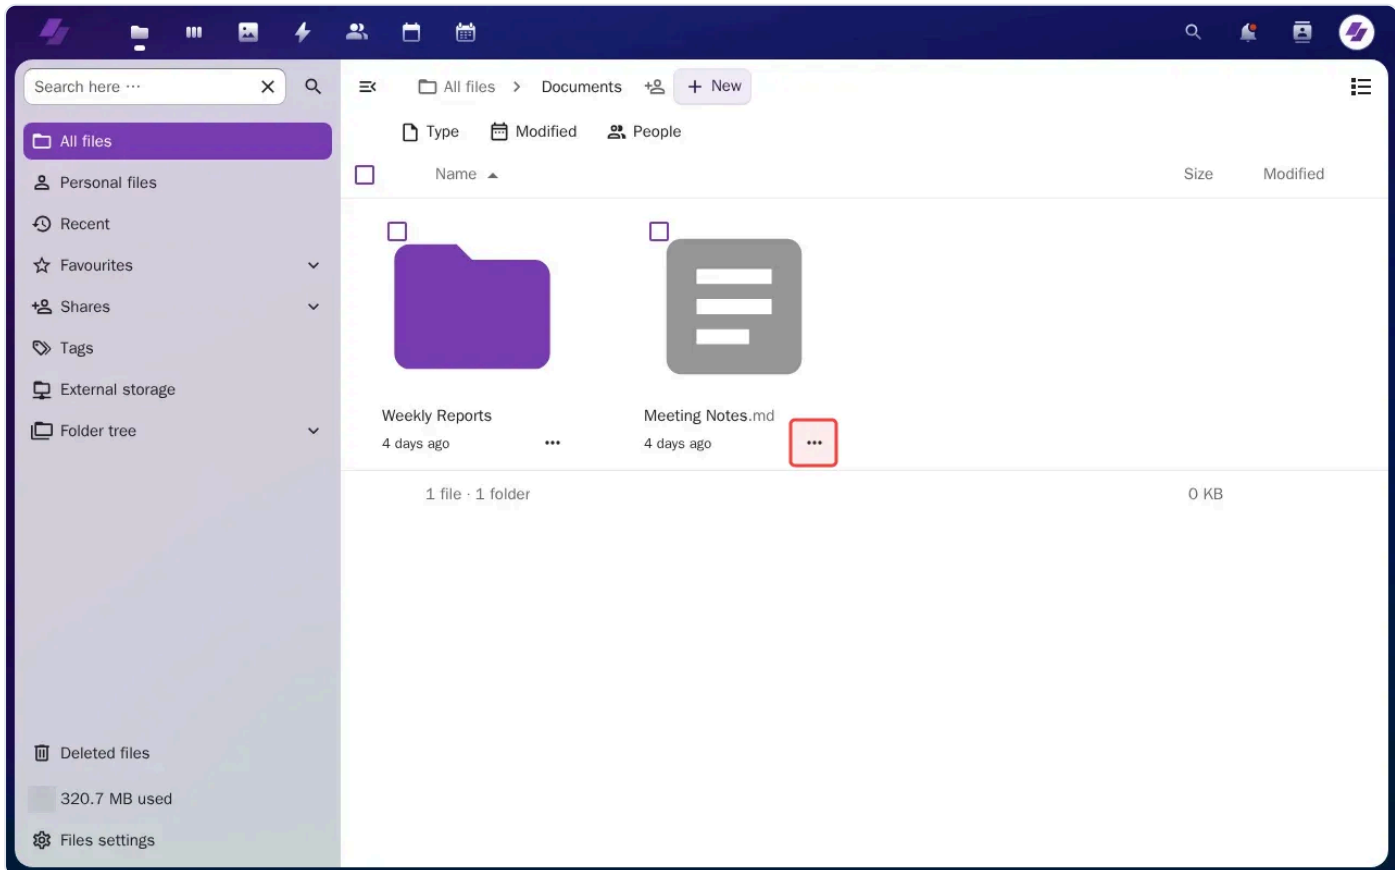 Search here ···
All files
Personal files
Recent
Favourites
Shares
Tags
External storage
Folder tree
Deleted files
320.7 MB used
Files settings
All files > Documents + New
Type Modified People
Name Size Modified
Weekly Reports
4 days ago ···
Meeting Notes.md
4 days ago ···
1 file · 1 folder 0 KB